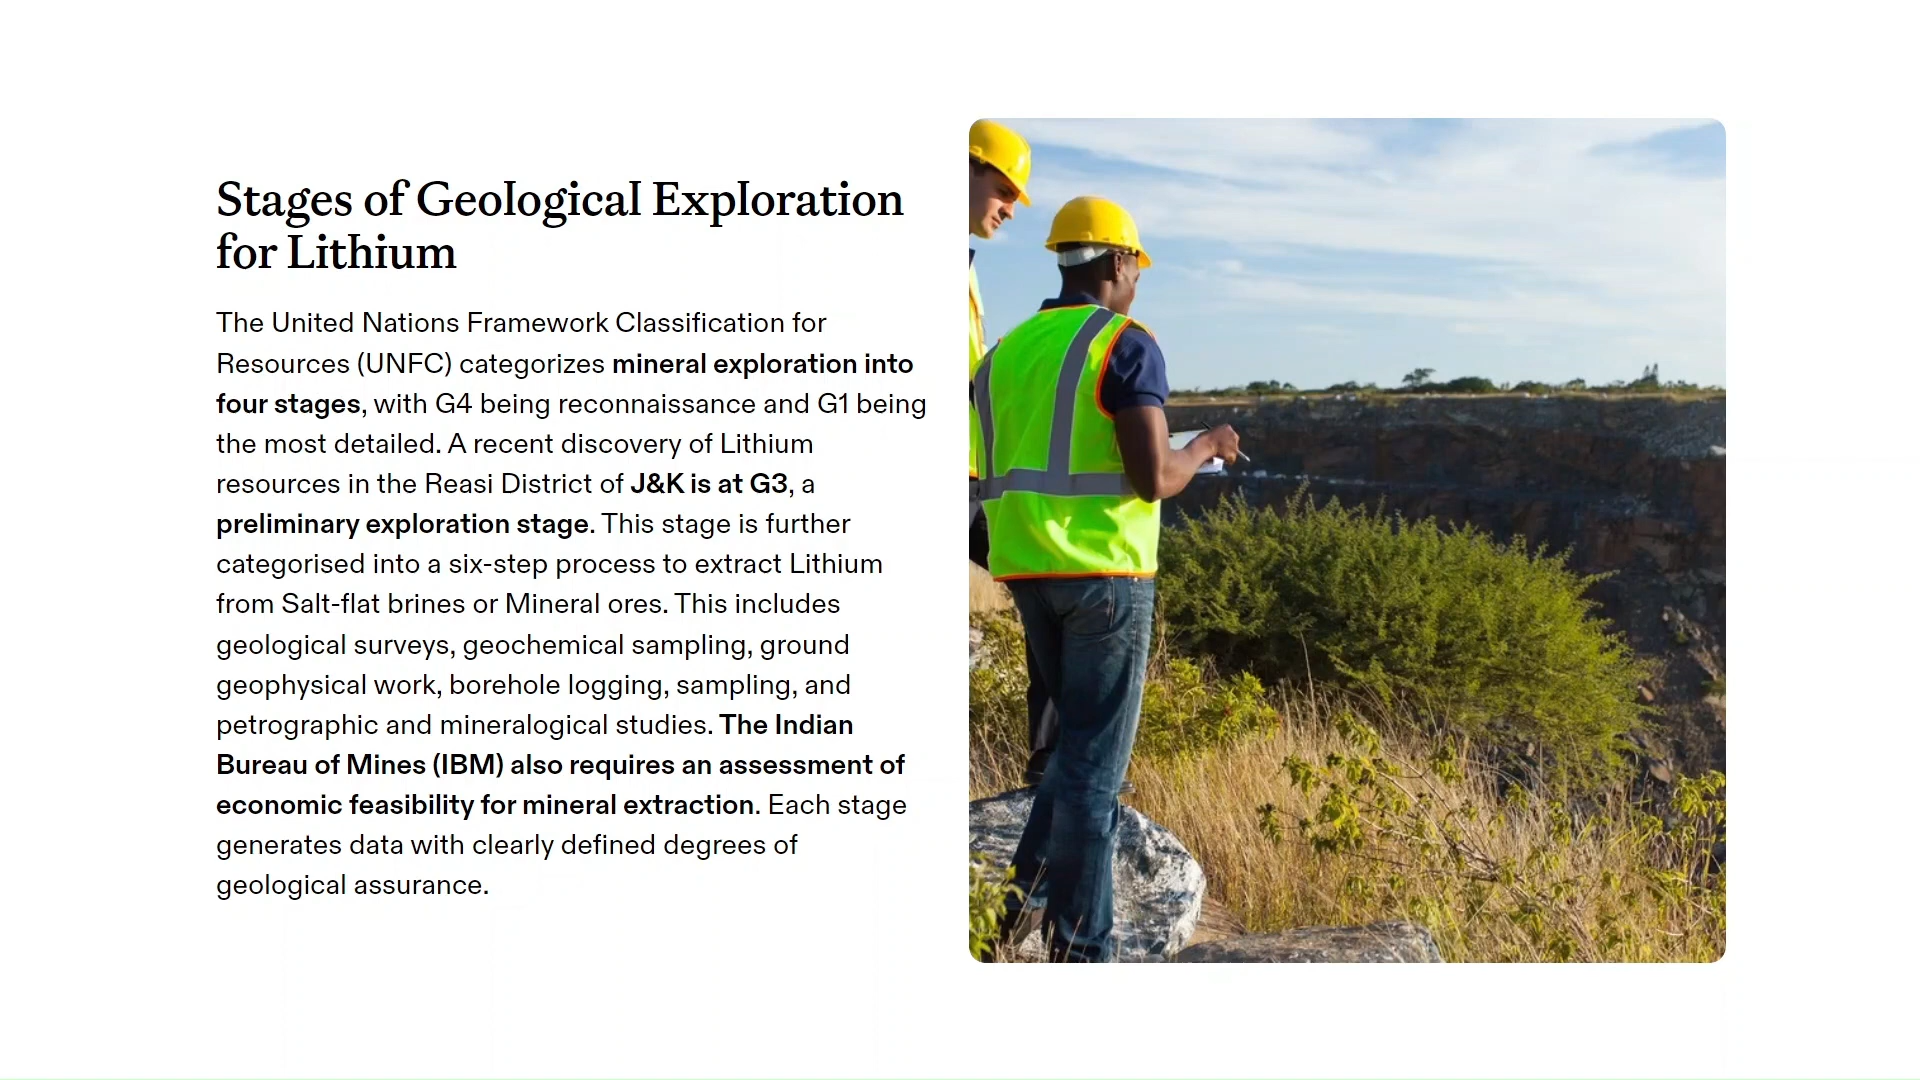 Stages of Geological Exploration
for Lithium
The United Nations Framework Classification for
Resources (UNFC) categorizes mineral exploration into
four stages, with G4 being reconnaissance and G1 being
the most detailed. A recent discovery of Lithium
resources in the Reasi District of J&K is at G3, a
preliminary exploration stage. This stage is further
categorised into a six-step process to extract Lithium
from Salt-flat brines or Mineral ores. This includes
geological surveys, geochemical sampling, ground
geophysical work, borehole logging, sampling, and
petrographic and mineralogical studies. The Indian
Bureau of Mines (IBM) also requires an assessment of
economic feasibility for mineral extraction. Each stage
generates data with clearly defined degrees of
geological assurance.